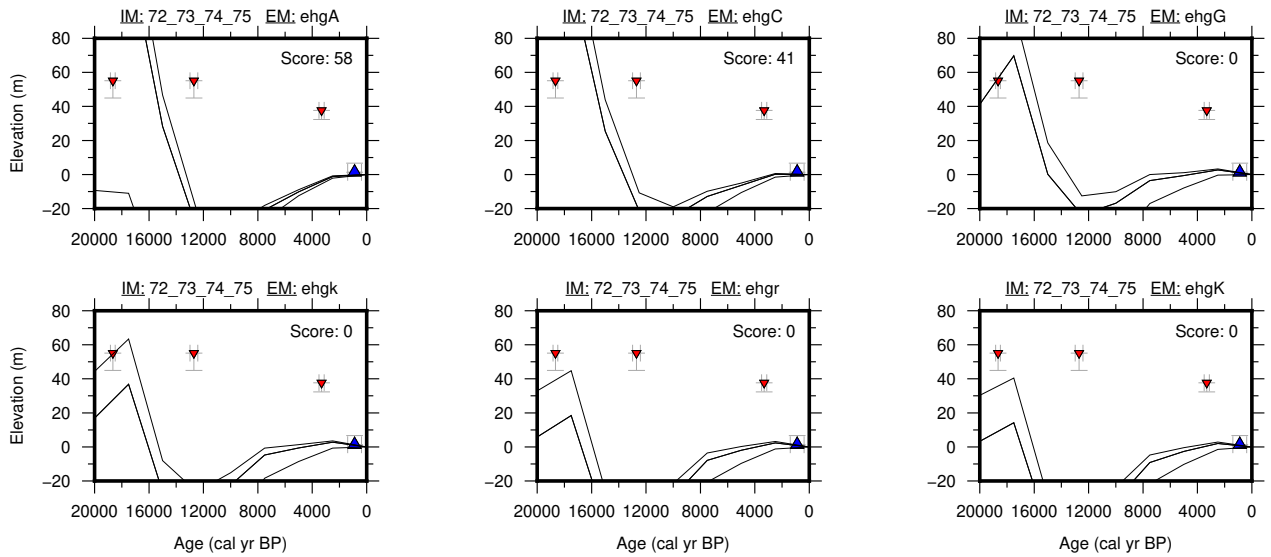 IM: 72_73_74_75 EM: ehgA
IM: 72_73_74_75 EM: ehgC
IM: 72_73_74_75 EM: ehgG
Elevation (m)
80
60
40
20
0
−20
Score: 58
20000 16000 12000 8000 4000 0
80
60
40
20
0
−20
Score: 41
20000 16000 12000 8000 4000 0
80
60
40
20
0
−20
Score: 0
20000 16000 12000 8000 4000 0
IM: 72_73_74_75 EM: ehgk
IM: 72_73_74_75 EM: ehgr
IM: 72_73_74_75 EM: ehgK
Elevation (m)
80
60
40
20
0
−20
Score: 0
20000 16000 12000 8000 4000 0
Age (cal yr BP)
80
60
40
20
0
−20
Score: 0
20000 16000 12000 8000 4000 0
Age (cal yr BP)
80
60
40
20
0
−20
Score: 0
20000 16000 12000 8000 4000 0
Age (cal yr BP)